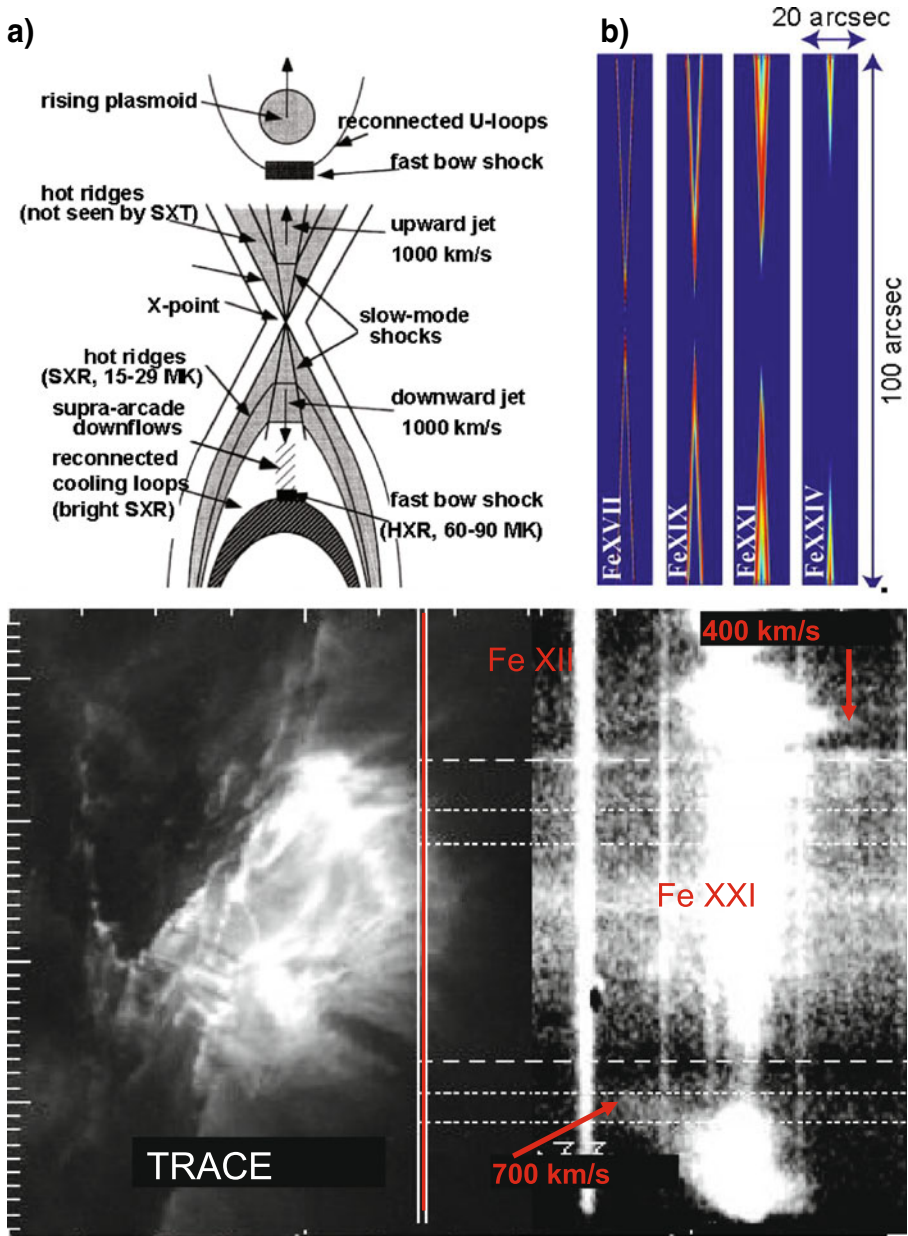 a)
rising plasmoid
reconnected U-loops
fast bow shock
hot ridges
(not seen by SXT)
upward jet
1000 km/s
X-point
slow-mode
shocks
hot ridges
(SXR, 15-29 MK)
supra-arcade
downflows
downward jet
1000 km/s
reconnected
cooling loops
(bright SXR)
fast bow shock
(HXR, 60-90 MK)
b)
20 arcsec
100 arcsec
FeXVII
FeXIX
FeXXI
FeXXIV
400 km/s
Fe XII
Fe XXI
700 km/s
TRACE